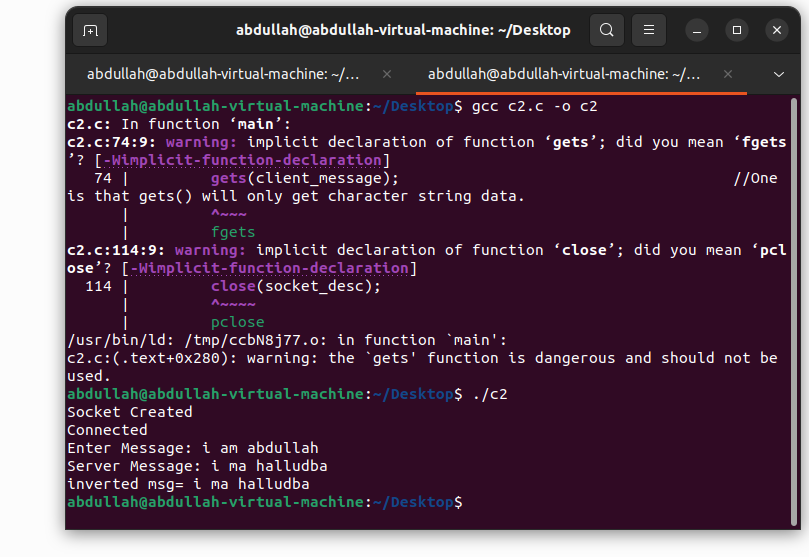 abdullah@abdullah-virtual-machine: ~/Desktop
abdullah@abdullah-virtual-machine: ~/...
abdullah@abdullah-virtual-machine: ~/...
abdullah@abdullah-virtual-machine:~/Desktop$ gcc c2.c -o c2
c2.c: In function ‘main’:
c2.c:74:9: warning: implicit declaration of function ‘gets’; did you mean ‘fgets
’? [-Wimplicit-function-declaration]
   74 |         gets(client_message);                                     //One
is that gets() will only get character string data.
      |         ^~~~
      |         fgets
c2.c:114:9: warning: implicit declaration of function ‘close’; did you mean ‘pcl
ose’? [-Wimplicit-function-declaration]
  114 |         close(socket_desc);
      |         ^~~~~
      |         pclose
/usr/bin/ld: /tmp/ccbN8j77.o: in function `main':
c2.c:(.text+0x280): warning: the `gets' function is dangerous and should not be
used.
abdullah@abdullah-virtual-machine:~/Desktop$ ./c2
Socket Created
Connected
Enter Message: i am abdullah
Server Message: i ma halludba
inverted msg= i ma halludba
abdullah@abdullah-virtual-machine:~/Desktop$